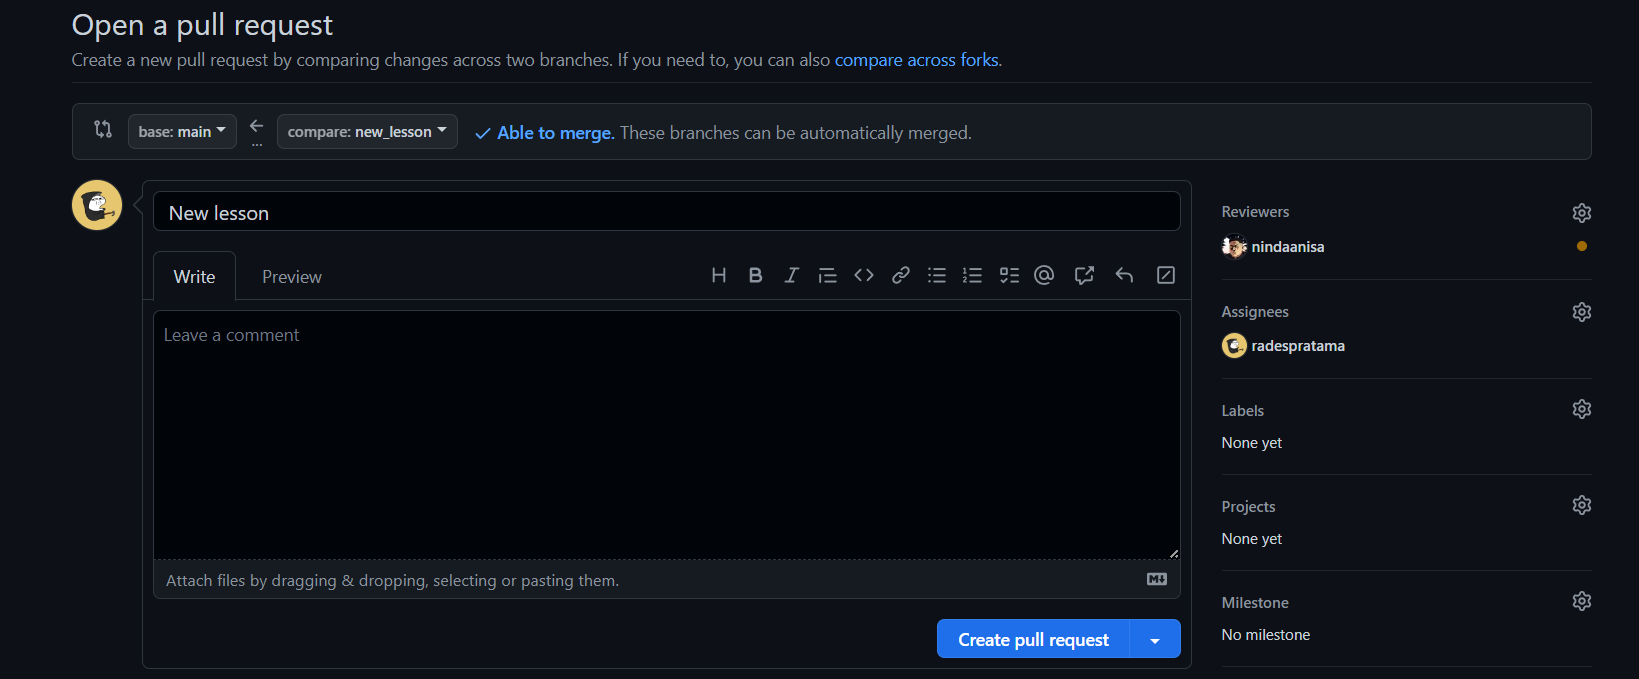 Open a pull request
Create a new pull request by comparing changes across two branches. If you need to, you can also compare across forks.
base: main
...
compare: new_lesson
Able to merge. These branches can be automatically merged.
New lesson
Write
Preview
Leave a comment
Attach files by dragging & dropping, selecting or pasting them.
Create pull request
Reviewers
nindaanisa
Assignees
radespratama
Labels
None yet
Projects
None yet
Milestone
No milestone